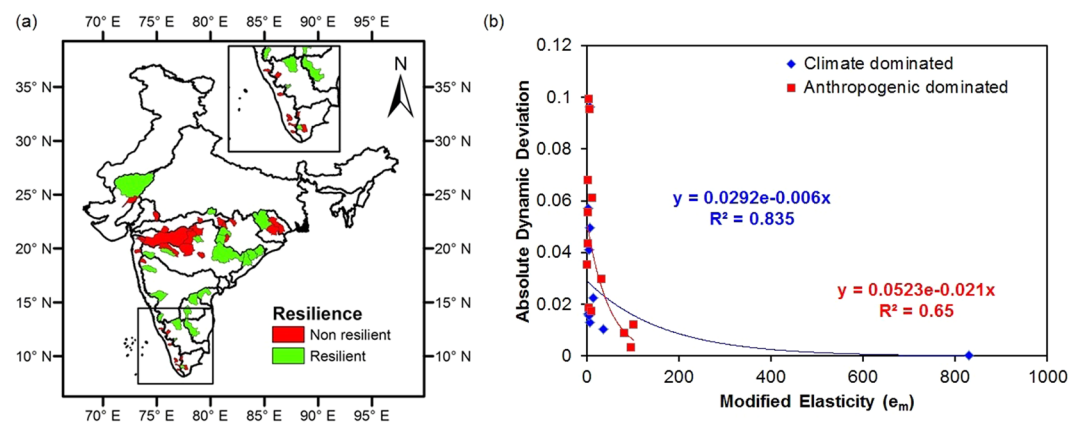 (a)
70° E 75° E 80° E 85° E 90° E 95° E
35° N
30° N
25° N
20° N
15° N
10° N
N
35° N
30° N
25° N
20° N
15° N
10° N
Resilience
Non resilient
Resilient
70° E 75° E 80° E 85° E 90° E 95° E
(b)
Absolute Dynamic Deviation
0.12
0.1
0.08
0.06
0.04
0.02
0
Climate dominated
Anthropogenic dominated
y = 0.0292e-0.006x
R² = 0.835
y = 0.0523e-0.021x
R² = 0.65
0 200 400 600 800 1000
Modified Elasticity (em)